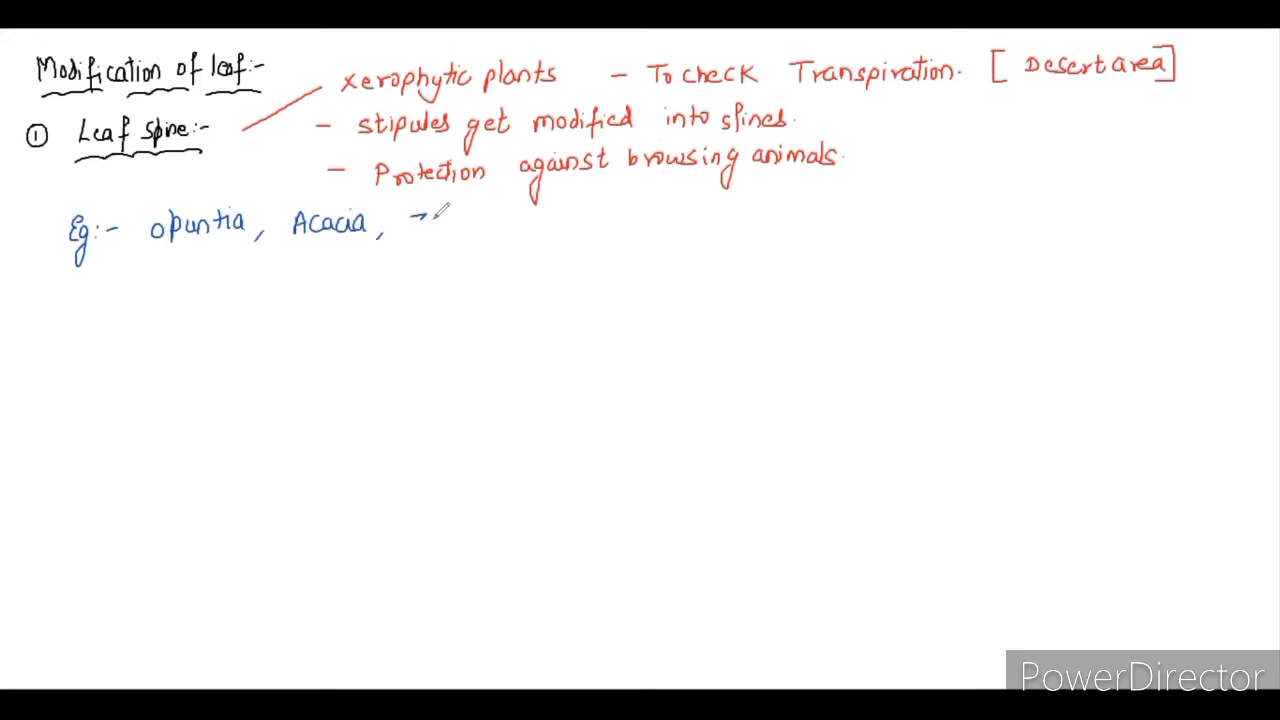 Modification of leaf:-
① Leaf spine:-
xerophytic plants - To check Transpiration. [Desert area]
- stipules get modified into spines.
- Protection against browsing animals.
Eg:- opuntia, Acacia,
PowerDirector